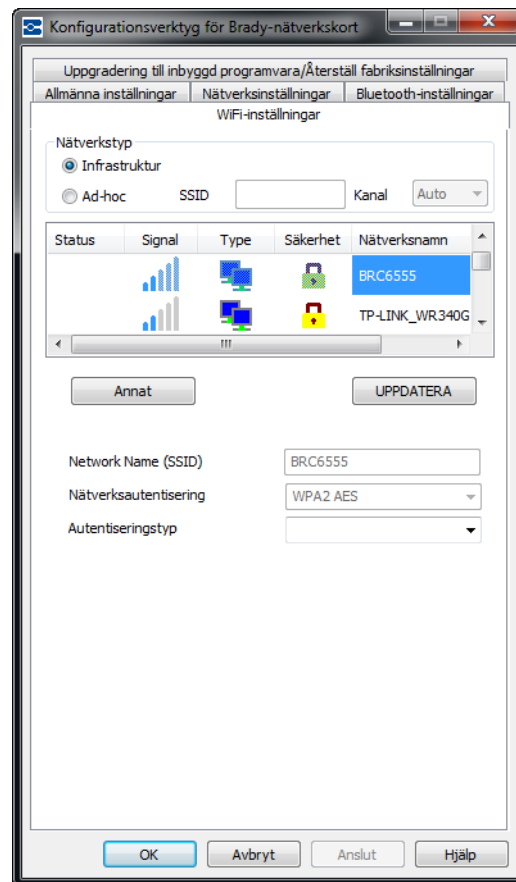 Konfigurationsverktyg för Brady-nätverkskort
Uppgradering till inbyggd programvara/Återställ fabriksinställningar
Allmänna inställningar Nätverksinställningar Bluetooth-inställningar
WiFi-inställningar
Nätverkstyp
Infrastruktur
Ad-hoc SSID Kanal Auto
Status Signal Type Säkerhet Nätverksnamn
BRC6555
TP-LINK_WR340G
Annat UPPDATERA
Network Name (SSID) BRC6555
Nätverksautentisering WPA2 AES
Autentiseringstyp
OK Avbryt Anslut Hjälp